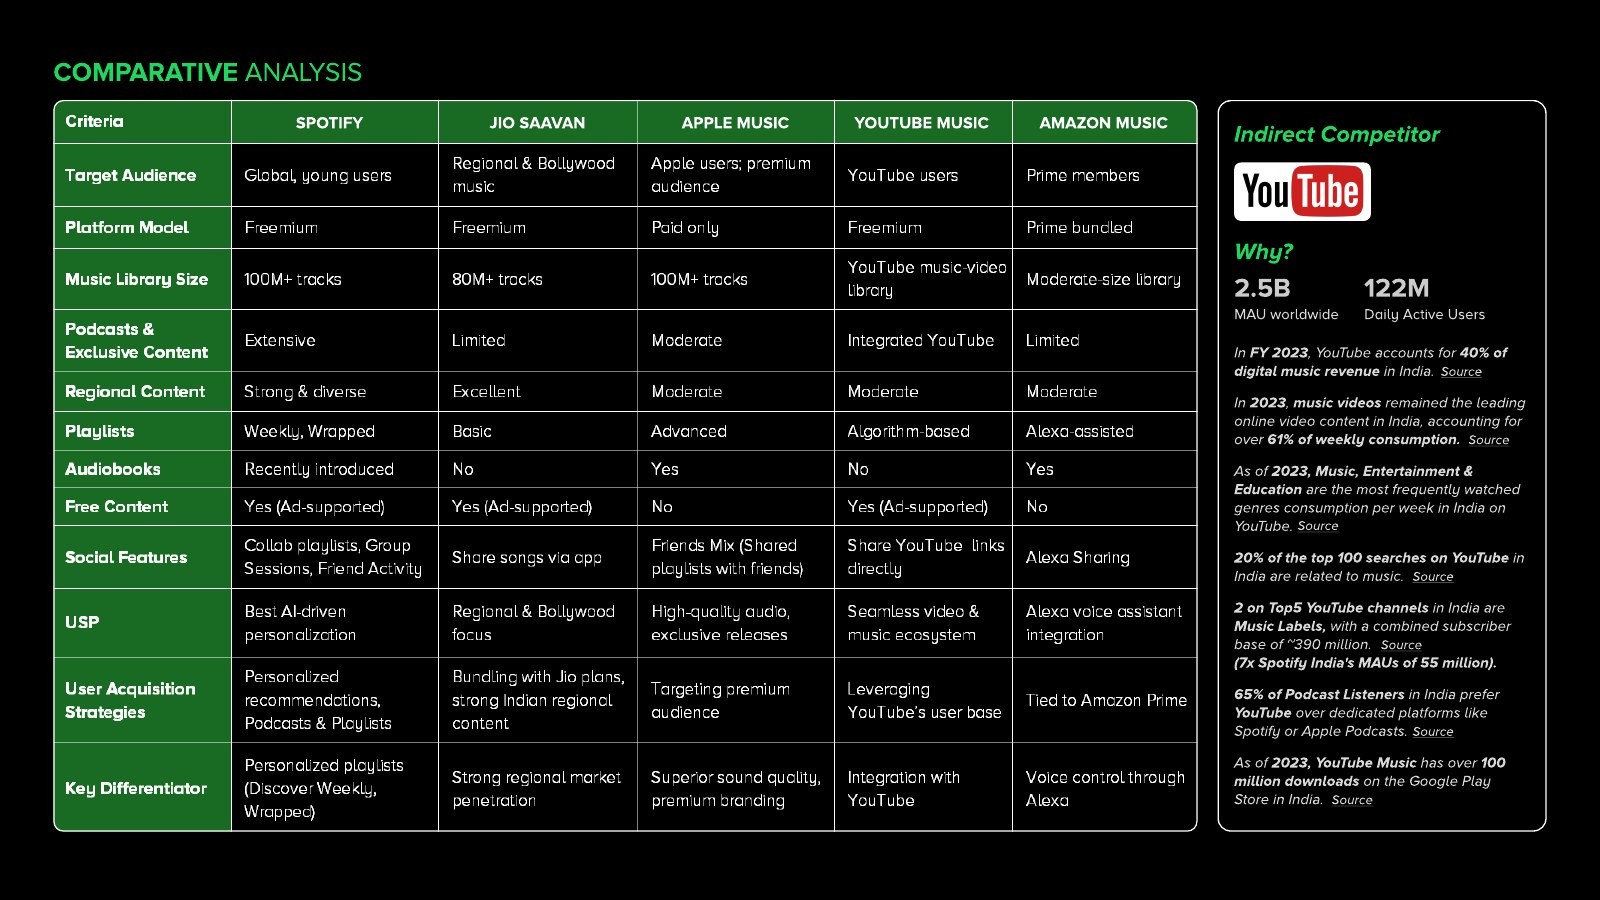 COMPARATIVE ANALYSIS
Criteria
SPOTIFY
JIO SAAVAN
APPLE MUSIC
YOUTUBE MUSIC
AMAZON MUSIC
Target Audience
Global, young users
Regional & Bollywood
music
Apple users; premium
audience
YouTube users
Prime members
Platform Model
Freemium
Freemium
Paid only
Freemium
Prime bundled
Music Library Size
100M+ tracks
80M+ tracks
100M+ tracks
YouTube music-video
library
Moderate-size library
Podcasts &
Exclusive Content
Extensive
Limited
Moderate
Integrated YouTube
Limited
Regional Content
Strong & diverse
Excellent
Moderate
Moderate
Moderate
Playlists
Weekly, Wrapped
Basic
Advanced
Algorithm-based
Alexa-assisted
Audiobooks
Recently introduced
No
Yes
No
Yes
Free Content
Yes (Ad-supported)
Yes (Ad-supported)
No
Yes (Ad-supported)
No
Social Features
Collab playlists, Group
Sessions, Friend Activity
Share songs via app
Friends Mix (Shared
playlists with friends)
Share YouTube links
directly
Alexa Sharing
USP
Best AI-driven
personalization
Regional & Bollywood
focus
High-quality audio,
exclusive releases
Seamless video &
music ecosystem
Alexa voice assistant
integration
User Acquisition
Strategies
Personalized
recommendations,
Podcasts & Playlists
Bundling with Jio plans,
strong Indian regional
content
Targeting premium
audience
Leveraging
YouTube's user base
Tied to Amazon Prime
Key Differentiator
Personalized playlists
(Discover Weekly,
Wrapped)
Strong regional market
penetration
Superior sound quality,
premium branding
Integration with
YouTube
Voice control through
Alexa
Indirect Competitor
YouTube
Why?
2.5B
MAU worldwide
122M
Daily Active Users
In FY 2023, YouTube accounts for 40% of
digital music revenue in India. Source
In 2023, music videos remained the leading
online video content in India, accounting for
over 61% of weekly consumption. Source
As of 2023, Music, Entertainment &
Education are the most frequently watched
genres consumption per week in India on
YouTube. Source
20% of the top 100 searches on YouTube in
India are related to music. Source
2 on Top5 YouTube channels in India are
Music Labels, with a combined subscriber
base of ~390 million. Source
(7x Spotify India's MAUs of 55 million).
65% of Podcast Listeners in India prefer
YouTube over dedicated platforms like
Spotify or Apple Podcasts. Source
As of 2023, YouTube Music has over 100
million downloads on the Google Play
Store in India. Source